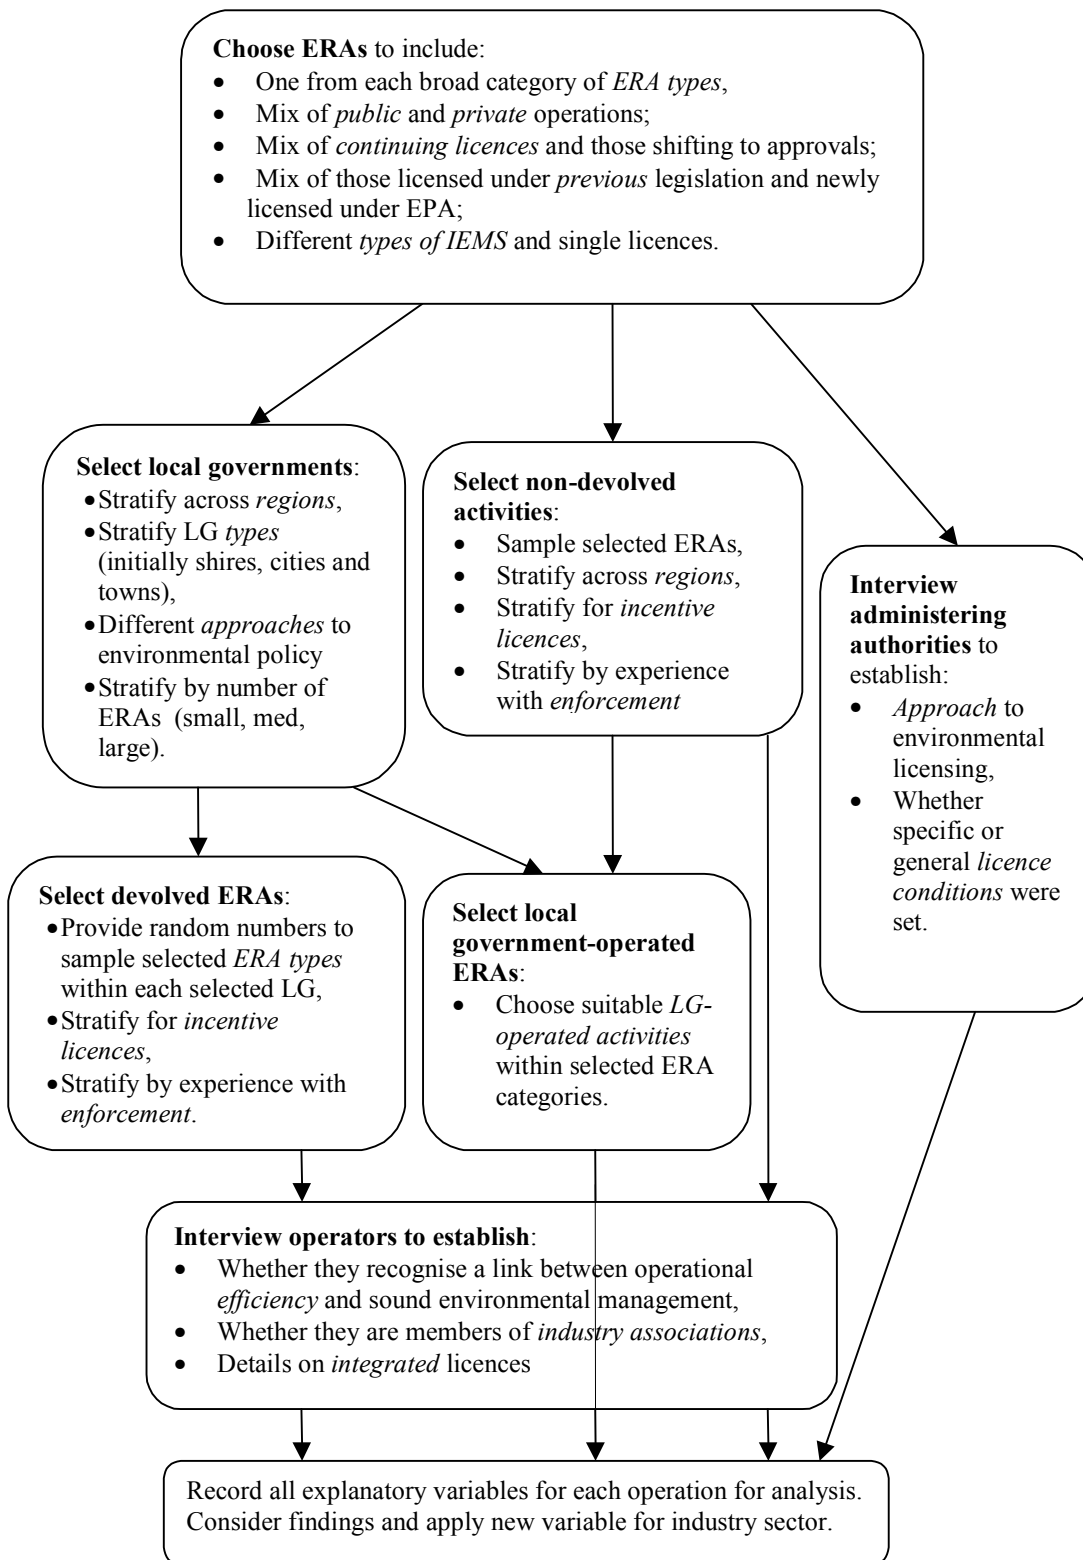 Choose ERAs to include:
• One from each broad category of ERA types,
• Mix of public and private operations;
• Mix of continuing licences and those shifting to approvals;
• Mix of those licensed under previous legislation and newly
licensed under EPA;
• Different types of IEMS and single licences.
Select local governments:
• Stratify across regions,
• Stratify LG types
(initially shires, cities and
towns),
• Different approaches to
environmental policy
• Stratify by number of
ERAs (small, med,
large).
Select non-devolved
activities:
• Sample selected ERAs,
• Stratify across regions,
• Stratify for incentive
licences,
• Stratify by experience
with enforcement
Interview
administering
authorities to
establish:
• Approach to
environmental
licensing,
• Whether
specific or
general licence
conditions were
set.
Select devolved ERAs:
• Provide random numbers to
sample selected ERA types
within each selected LG,
• Stratify for incentive
licences,
• Stratify by experience with
enforcement.
Select local
government-operated
ERAs:
• Choose suitable LG-
operated activities
within selected ERA
categories.
Interview operators to establish:
• Whether they recognise a link between operational
efficiency and sound environmental management,
• Whether they are members of industry associations,
• Details on integrated licences
Record all explanatory variables for each operation for analysis.
Consider findings and apply new variable for industry sector.